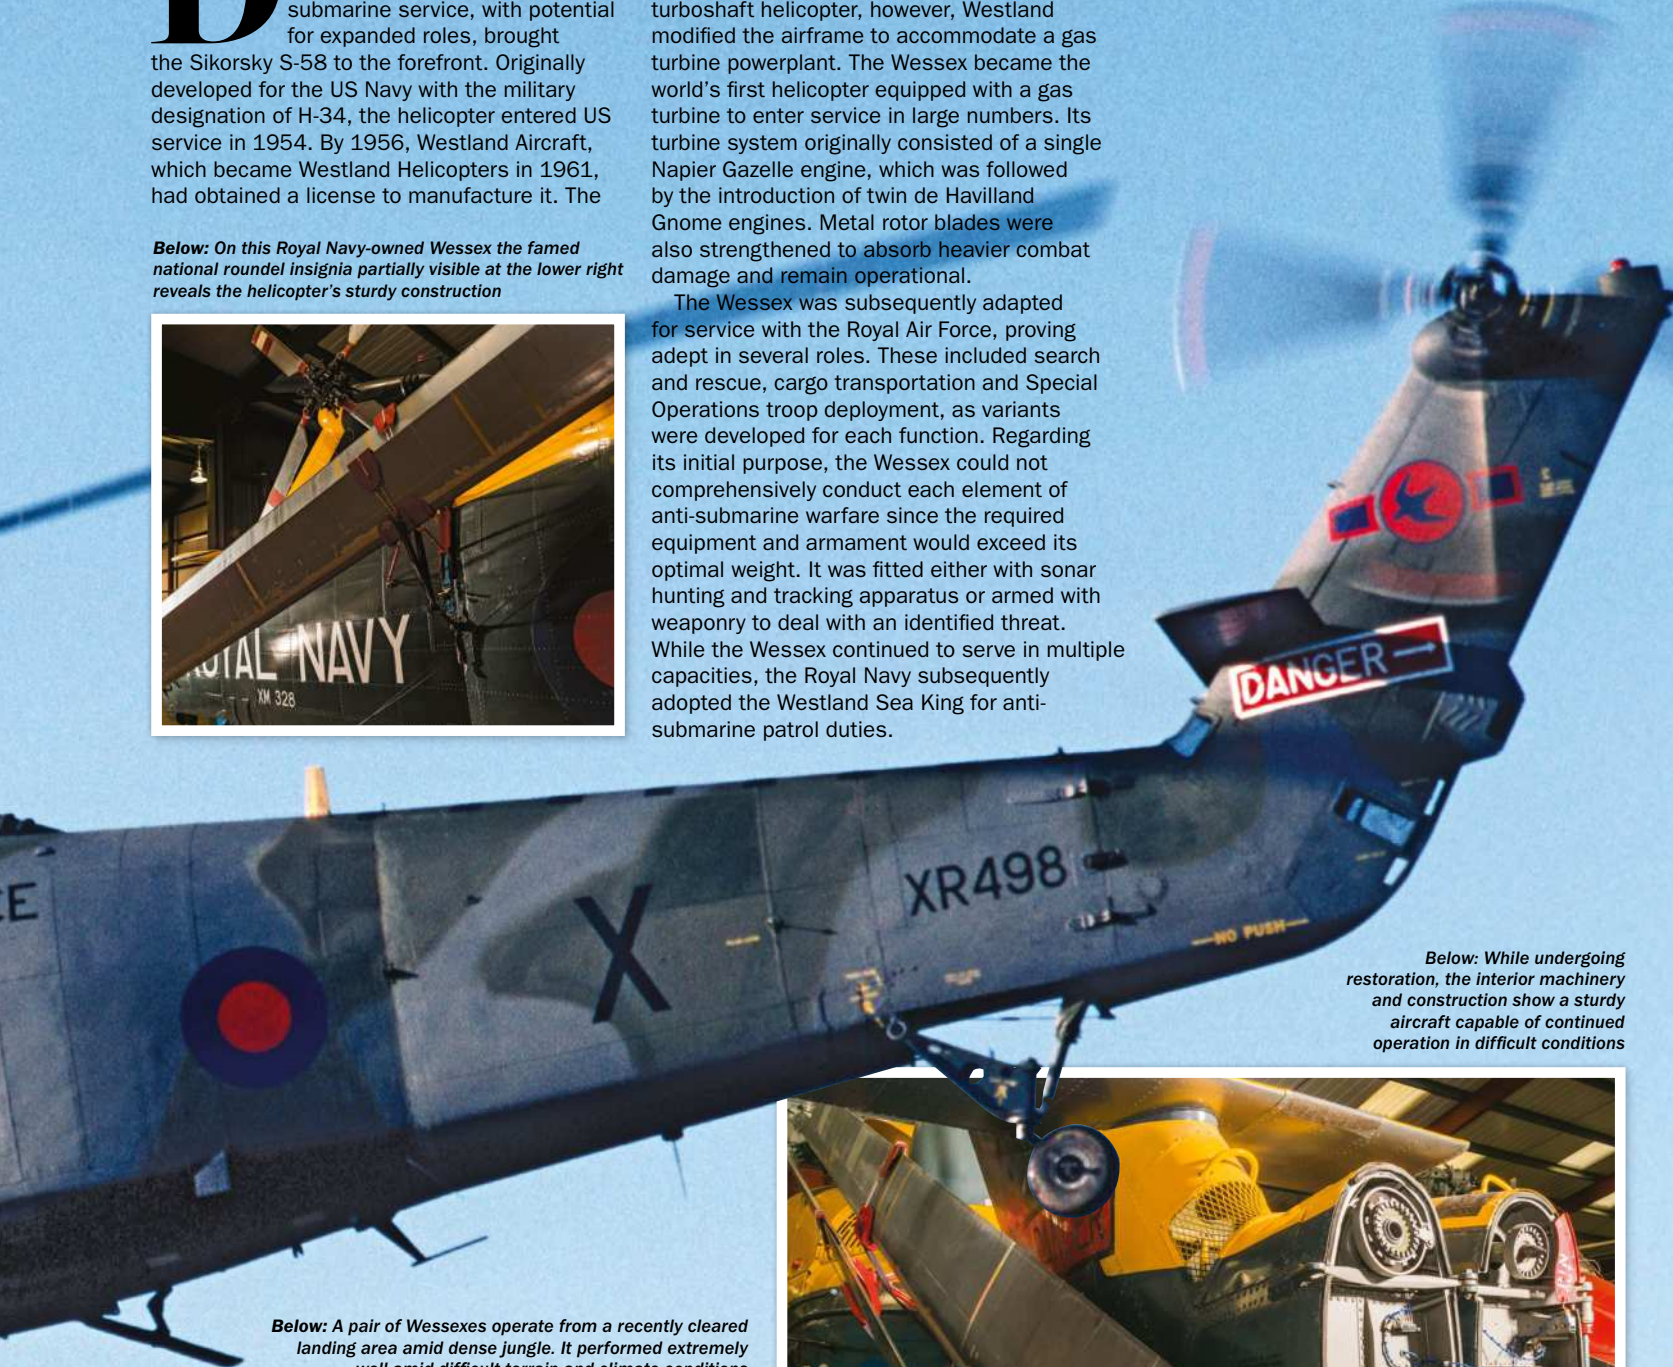 submarine service, with potential
for expanded roles, brought
the Sikorsky S-58 to the forefront. Originally
developed for the US Navy with the military
designation of H-34, the helicopter entered US
service in 1954. By 1956, Westland Aircraft,
which became Westland Helicopters in 1961,
had obtained a license to manufacture it. The
Below: On this Royal Navy-owned Wessex the famed
national roundel insignia partially visible at the lower right
reveals the helicopter's sturdy construction
ROYAL NAVY
XM 328
turboshaft helicopter, however, Westland
modified the airframe to accommodate a gas
turbine powerplant. The Wessex became the
world's first helicopter equipped with a gas
turbine to enter service in large numbers. Its
turbine system originally consisted of a single
Napier Gazelle engine, which was followed
by the introduction of twin de Havilland
Gnome engines. Metal rotor blades were
also strengthened to absorb heavier combat
damage and remain operational.
The Wessex was subsequently adapted
for service with the Royal Air Force, proving
adept in several roles. These included search
and rescue, cargo transportation and Special
Operations troop deployment, as variants
were developed for each function. Regarding
its initial purpose, the Wessex could not
comprehensively conduct each element of
anti-submarine warfare since the required
equipment and armament would exceed its
optimal weight. It was fitted either with sonar
hunting and tracking apparatus or armed with
weaponry to deal with an identified threat.
While the Wessex continued to serve in multiple
capacities, the Royal Navy subsequently
adopted the Westland Sea King for anti-
submarine patrol duties.
DANGER
CE
X
XR498
NO PUSH
Below: While undergoing
restoration, the interior machinery
and construction show a sturdy
aircraft capable of continued
operation in difficult conditions
Below: A pair of Wessexes operate from a recently cleared
landing area amid dense jungle. It performed extremely
well amid difficult terrain and climate conditions